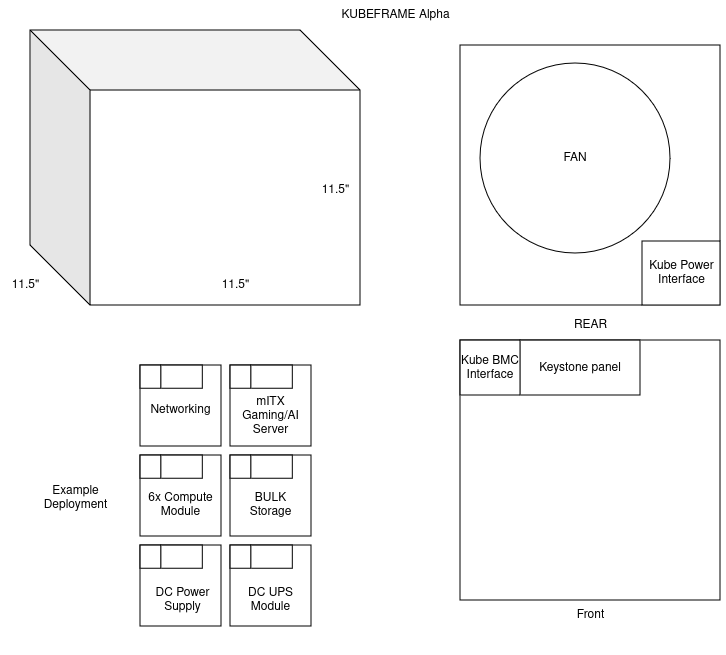 KUBEFRAME Alpha
11.5"
11.5"
11.5"
FAN
Kube Power
Interface
REAR
Kube BMC
Interface
Keystone panel
Front
Example
Deployment
Networking
mITX
Gaming/AI
Server
6x Compute
Module
BULK
Storage
DC Power
Supply
DC UPS
Module